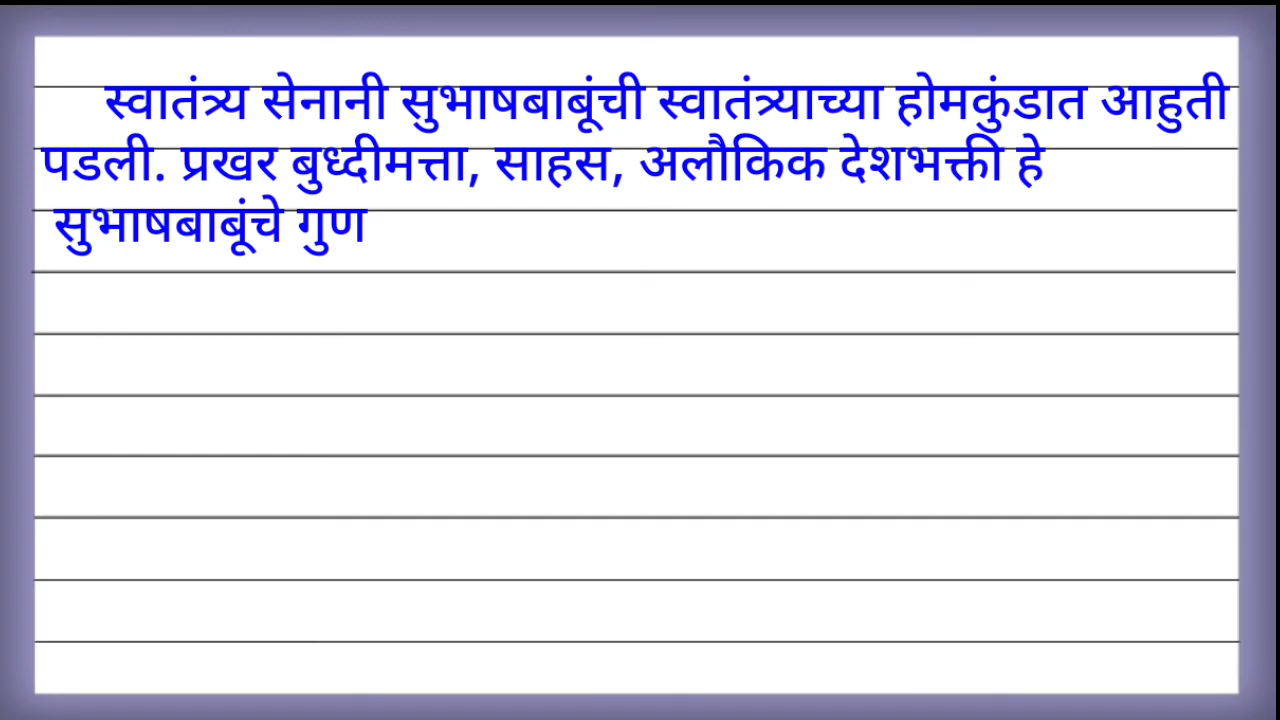 स्वातंत्र्य सेनानी सुभाषबाबूंची स्वातंत्र्याच्या होमकुंडात आहुती
पडली. प्रखर बुध्दीमत्ता, साहस, अलौकिक देशभक्ती हे
सुभाषबाबूंचे गुण